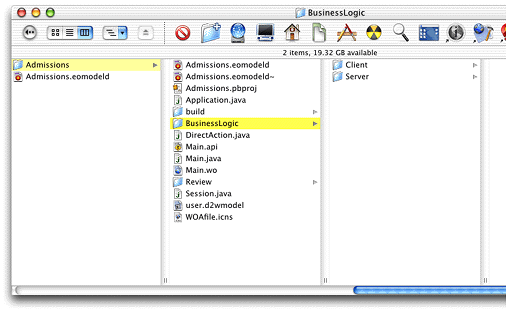 BusinessLogic
2 items, 19.32 GB available
Admissions
Admissions.eomodeld
Admissions.eomodeld
Admissions.eomodeld~
Admissions.pbproj
Application.java
build
BusinessLogic
DirectAction.java
Main.api
Main.java
Main.wo
Review
Session.java
user.d2wmodel
WOAfile.icns
Client
Server